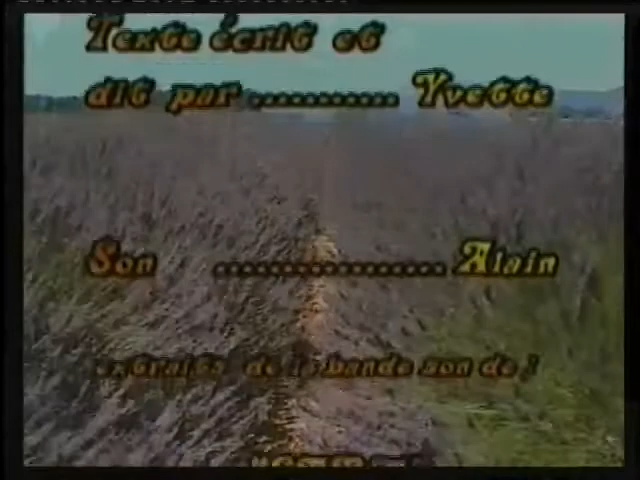 Texte écrit et
dit par ........... Yvette
Son ................. Alain
extraits de la bande son de :